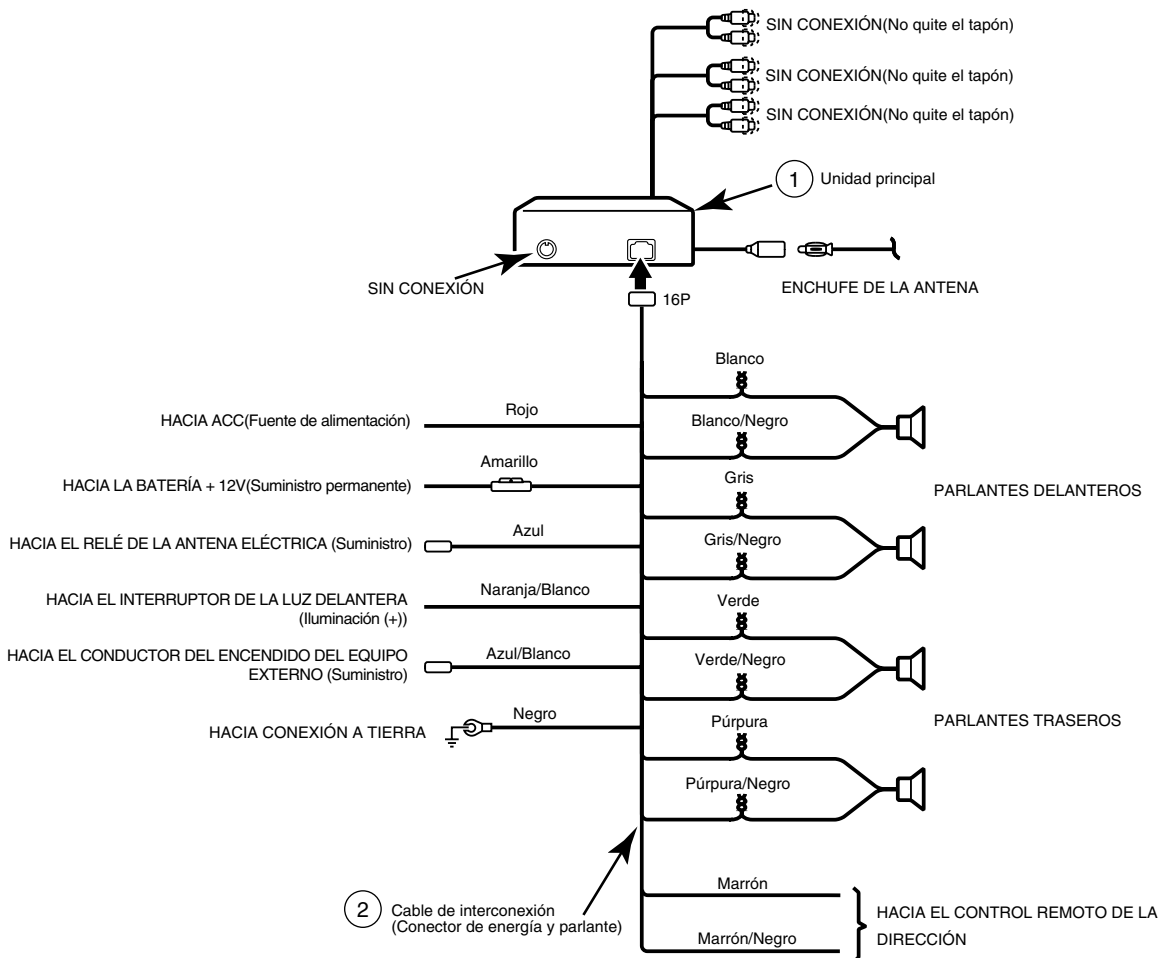 SIN CONEXIÓN(No quite el tapón)
SIN CONEXIÓN(No quite el tapón)
SIN CONEXIÓN(No quite el tapón)
1 Unidad principal
SIN CONEXIÓN
ENCHUFE DE LA ANTENA
16P
Blanco
Rojo
HACIA ACC(Fuente de alimentación)
Blanco/Negro
Amarillo
HACIA LA BATERÍA + 12V(Suministro permanente)
Gris
PARLANTES DELANTEROS
Azul
HACIA EL RELÉ DE LA ANTENA ELÉCTRICA (Suministro)
Gris/Negro
Naranja/Blanco
HACIA EL INTERRUPTOR DE LA LUZ DELANTERA
(Iluminación (+))
Verde
Azul/Blanco
HACIA EL CONDUCTOR DEL ENCENDIDO DEL EQUIPO
EXTERNO (Suministro)
Verde/Negro
Negro
HACIA CONEXIÓN A TIERRA
Púrpura
PARLANTES TRASEROS
Púrpura/Negro
Marrón
2 Cable de interconexión
(Conector de energía y parlante)
HACIA EL CONTROL REMOTO DE LA
DIRECCIÓN
Marrón/Negro